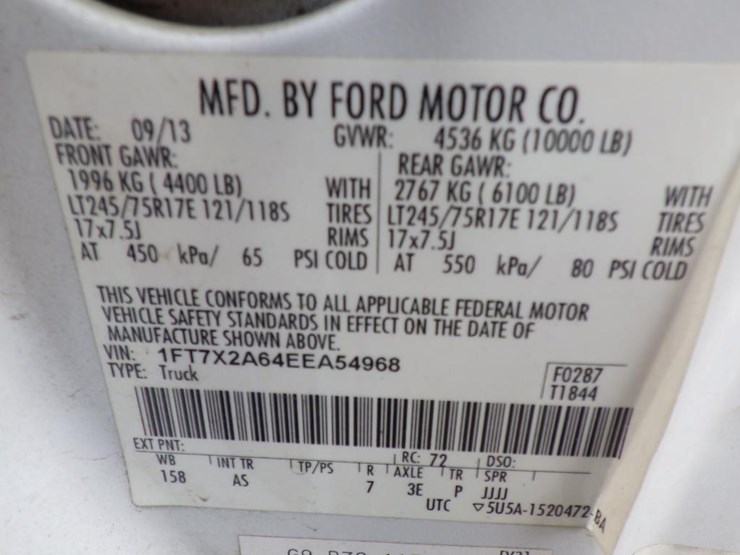 MFD. BY FORD MOTOR CO.
DATE: 09/13 GVWR: 4536 KG (10000 LB)
FRONT GAWR: REAR GAWR:
1996 KG ( 4400 LB) WITH 2767 KG ( 6100 LB) WITH
LT245/75R17E 121/118S TIRES LT245/75R17E 121/118S TIRES
17x7.5J RIMS 17x7.5J RIMS
AT 450 kPa/ 65 PSI COLD AT 550 kPa/ 80 PSI COLD
THIS VEHICLE CONFORMS TO ALL APPLICABLE FEDERAL MOTOR
VEHICLE SAFETY STANDARDS IN EFFECT ON THE DATE OF
MANUFACTURE SHOWN ABOVE.
VIN: 1FT7X2A64EEA54968
TYPE: Truck
F0287
T1844
EXT PNT: RC: 72 DSO:
WB INT TR TP/PS R AXLE TR SPR
158 AS 7 3E P JJJJ
UTC ▽5U5A-1520472-BA